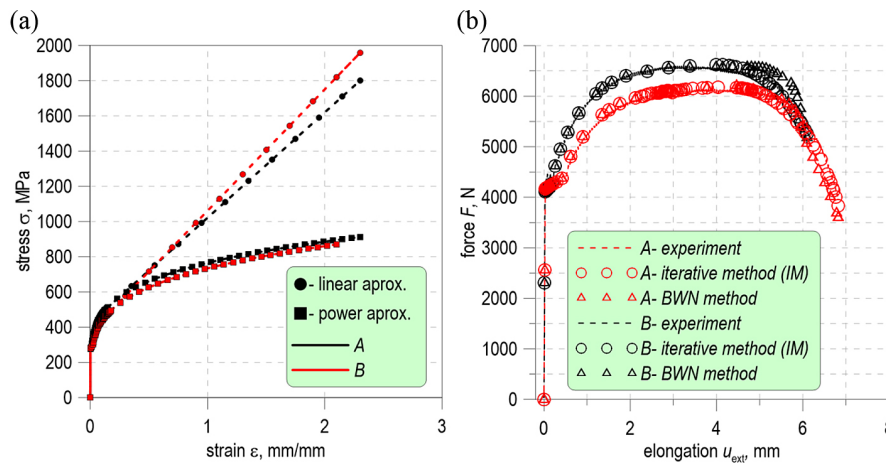 (a)
2000
1800
1600
1400
1200
1000
800
600
400
200
0
stress σ, MPa
0
1
2
3
strain ε, mm/mm
- linear aprox.
- power aprox.
A
B
(b)
7000
6000
5000
4000
3000
2000
1000
0
force F, N
0
2
4
6
8
elongation uext, mm
A- experiment
A- iterative method (IM)
A- BWN method
B- experiment
B- iterative method (IM)
B- BWN method